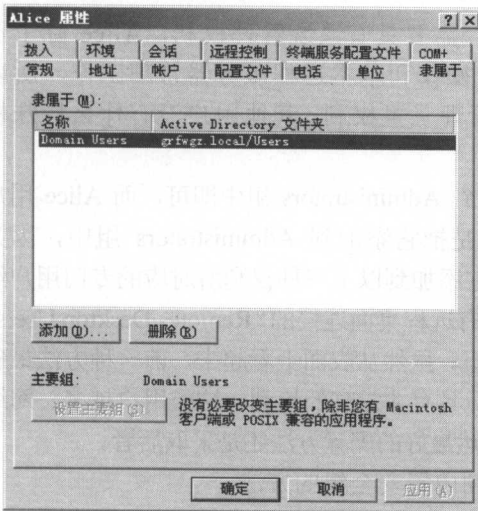 Alice 属性
拨入 环境 会话 远程控制 终端服务配置文件 COM+
常规 地址 帐户 配置文件 电话 单位 隶属于
隶属于(M):
名称 Active Directory 文件夹
Domain Users grfwgz.local/Users
添加(D)... 删除(R)
主要组: Domain Users
设置主要组(S) 没有必要改变主要组，除非您有 Macintosh
客户端或 POSIX 兼容的应用程序。
确定 取消 应用(A)